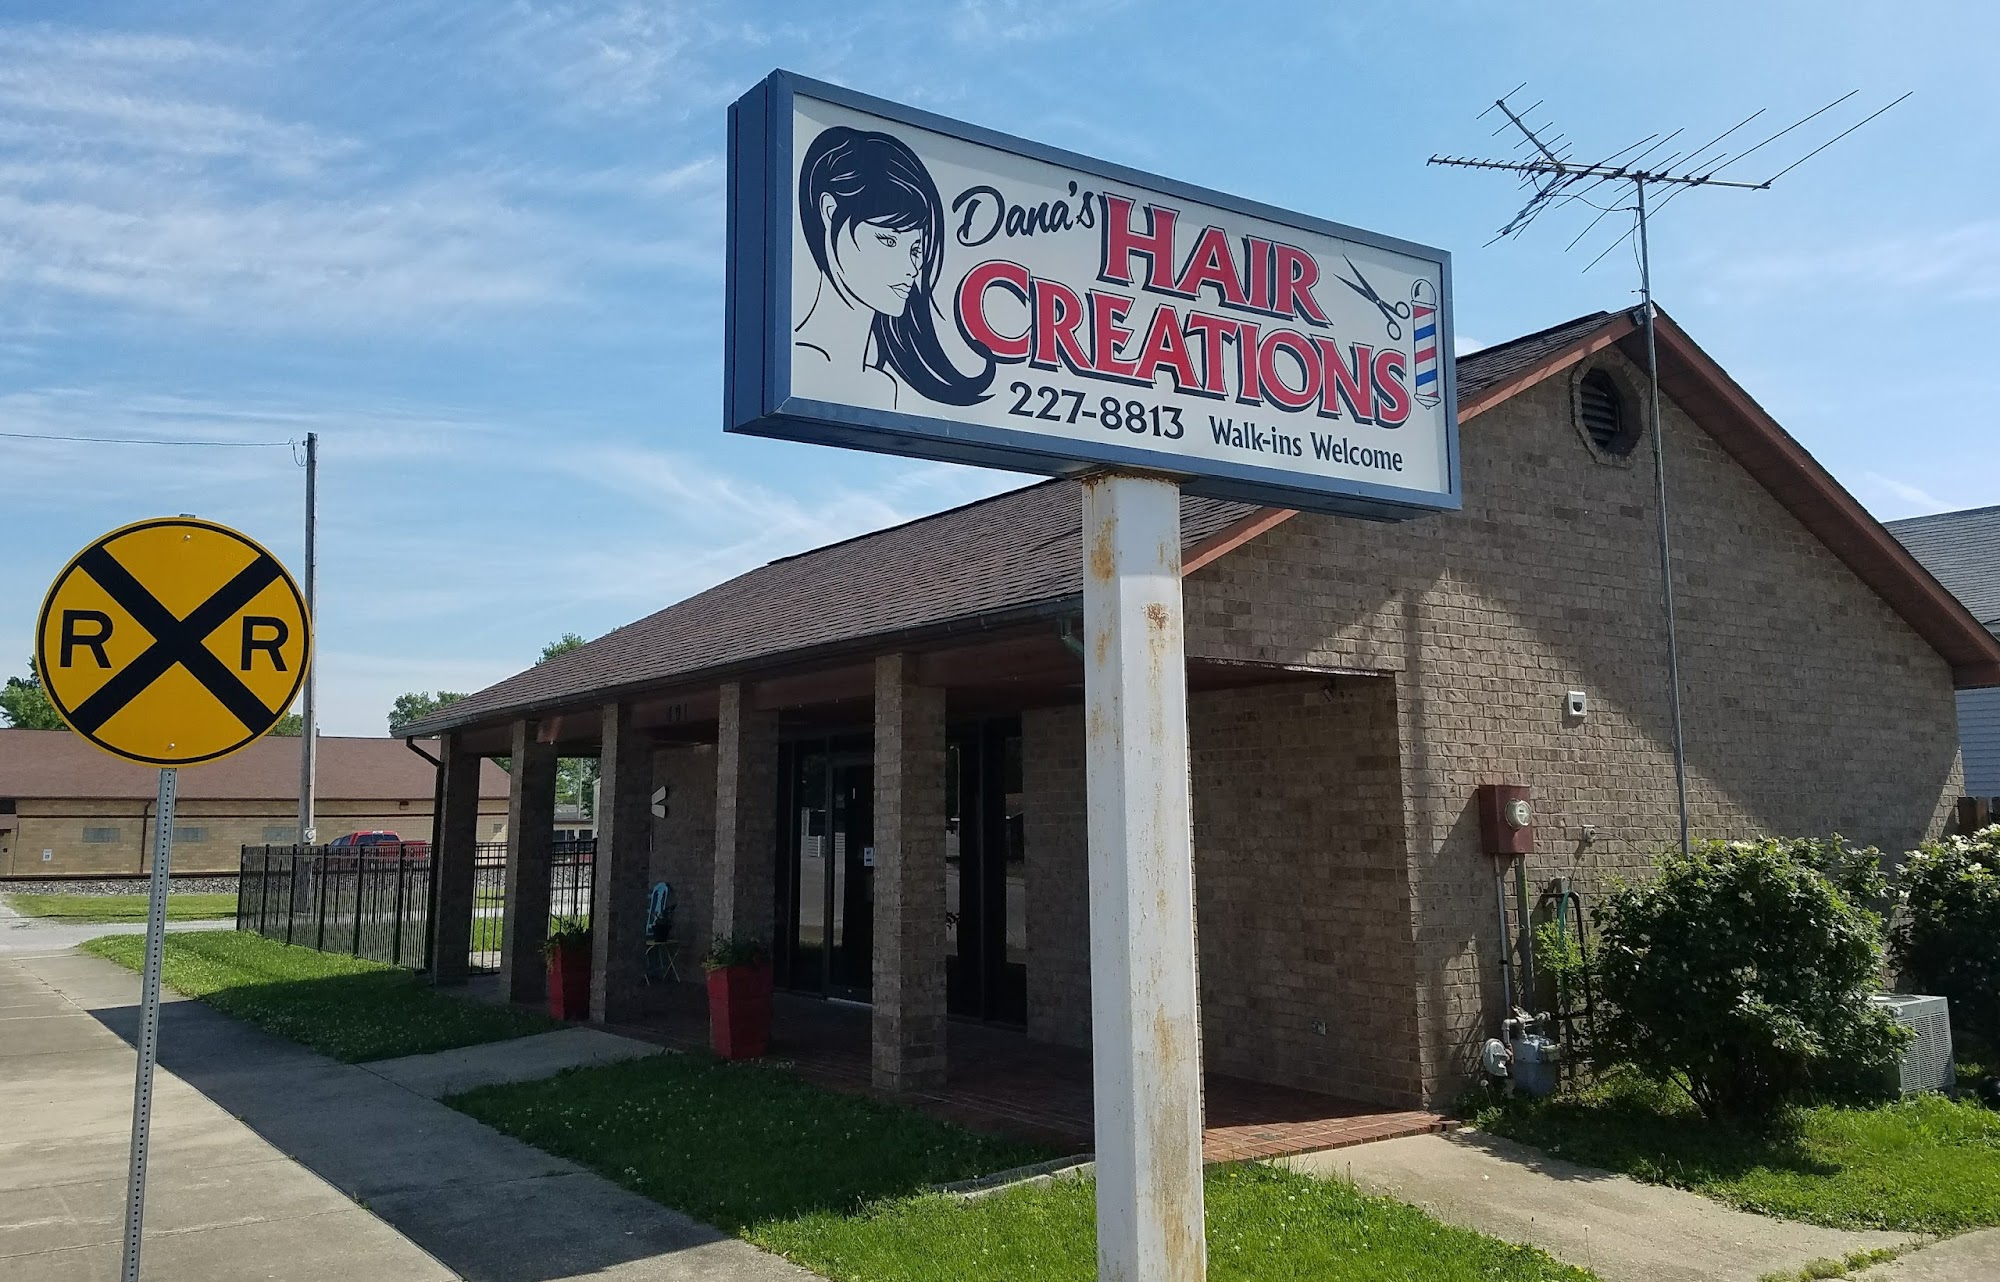 Dana's HAIR
CREATIONS
227-8813 Walk-ins Welcome
R R